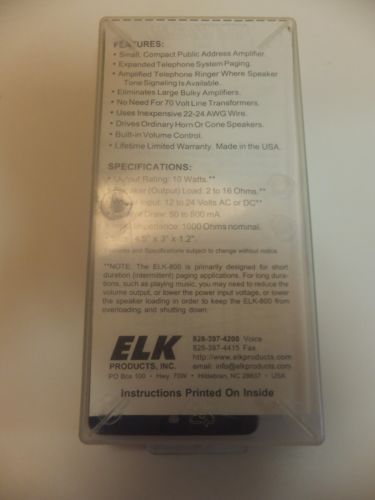 FEATURES:
• Small, Compact Public Address Amplifier.
• Expanded Telephone System Paging.
• Amplified Telephone Ringer Where Speaker
Tone Signaling is Available.
• Eliminates Large Bulky Amplifiers.
• No Need For 70 Volt Line Transformers.
• Uses Inexpensive 22-24 AWG Wire.
• Drives Ordinary Horn Or Cone Speakers.
• Built-in Volume Control.
• Lifetime Limited Warranty. Made in the USA.
SPECIFICATIONS:
• Output Rating: 10 Watts.**
(Output) Load: 2 to 16 Ohms.**
Input: 12 to 24 Volts AC or DC**
Draw: 50 to 800 mA.
Impedance: 1000 Ohms nominal.
4.5" x 3" x 1.2".
Features and Specifications subject to change without notice.
**NOTE: The ELK-800 is primarily designed for short
duration (intermittent) paging applications. For long dura-
tions, such as playing music, you may need to reduce the
volume output, or lower the power input voltage, or lower
the speaker loading in order to keep the ELK-800 from
overloading and shutting down.
ELK
PRODUCTS, INC.
828-397-4200 Voice
828-397-4415 Fax
http://www.elkproducts.com
email: info@elkproducts.com
PO Box 100 • Hwy. 70W • Hildebran, NC 28637 • USA
Instructions Printed On Inside